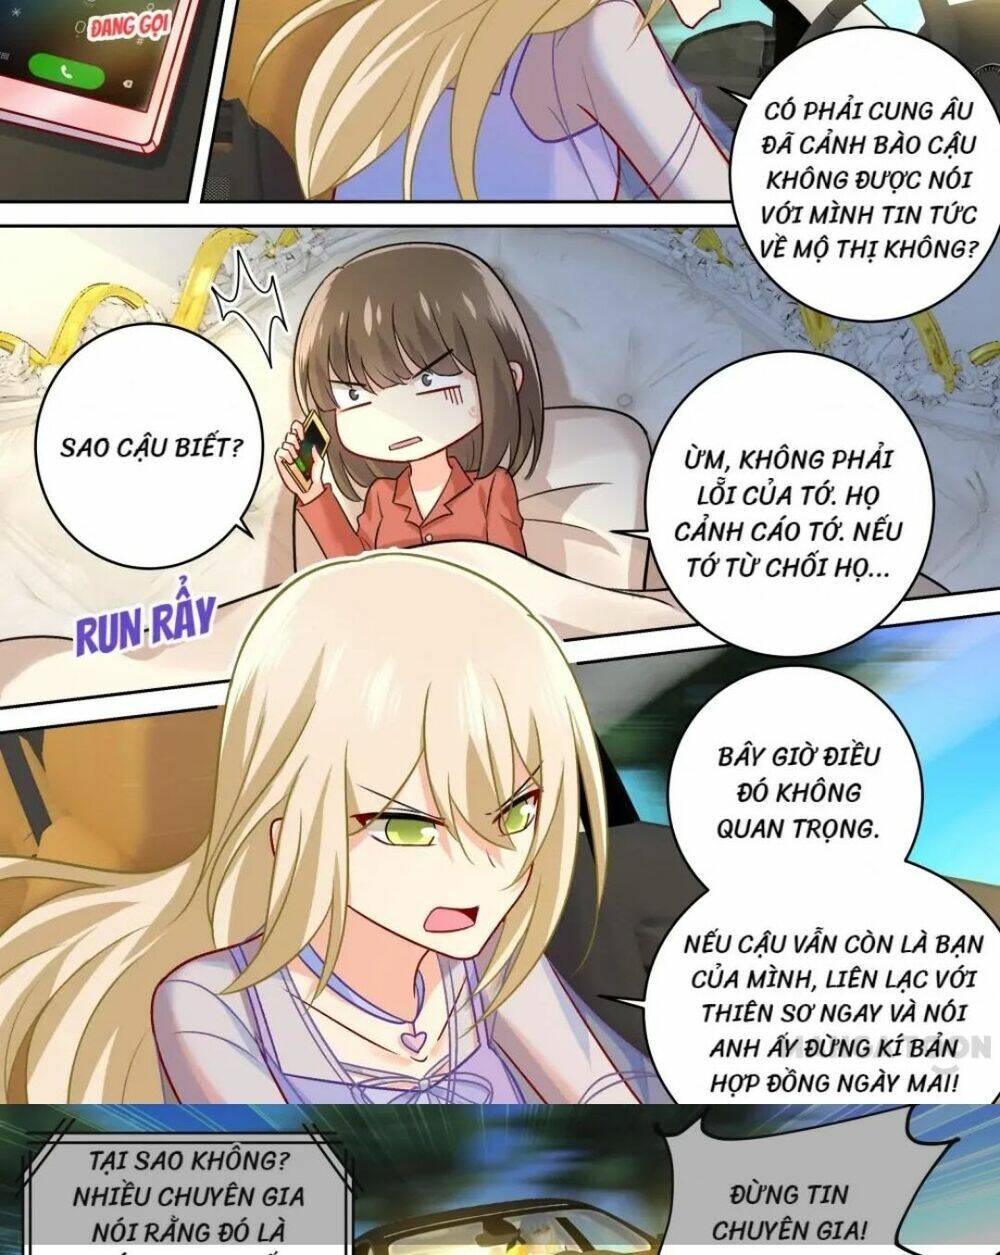 ĐANG GỌI
CÓ PHẢI CUNG ÂU
ĐÃ CẢNH BÀO CẬU
KHÔNG ĐƯỢC NÓI
VỚI MÌNH TIN TỨC
VỀ MỘ THỊ KHÔNG?
SAO CẬU BIẾT?
ỪM, KHÔNG PHẢI
LỖI CỦA TỚ. HỌ
CẢNH CÁO TỚ. NẾU
TỚ TỪ CHỐI HỌ...
RUN RẨY
BÂY GIỜ ĐIỀU
ĐÓ KHÔNG
QUAN TRỌNG.
NẾU CẬU VẪN CÒN LÀ BẠN
CỦA MÌNH, LIÊN LẠC VỚI
THIÊN SƠ NGAY VÀ NÓI
ANH ẤY ĐỪNG KÍ BẢN
HỢP ĐỒNG NGÀY MAI!
TẠI SAO KHÔNG?
NHIỀU CHUYÊN GIA
NÓI RẰNG ĐÓ LÀ
ĐỪNG TIN
CHUYÊN GIA!